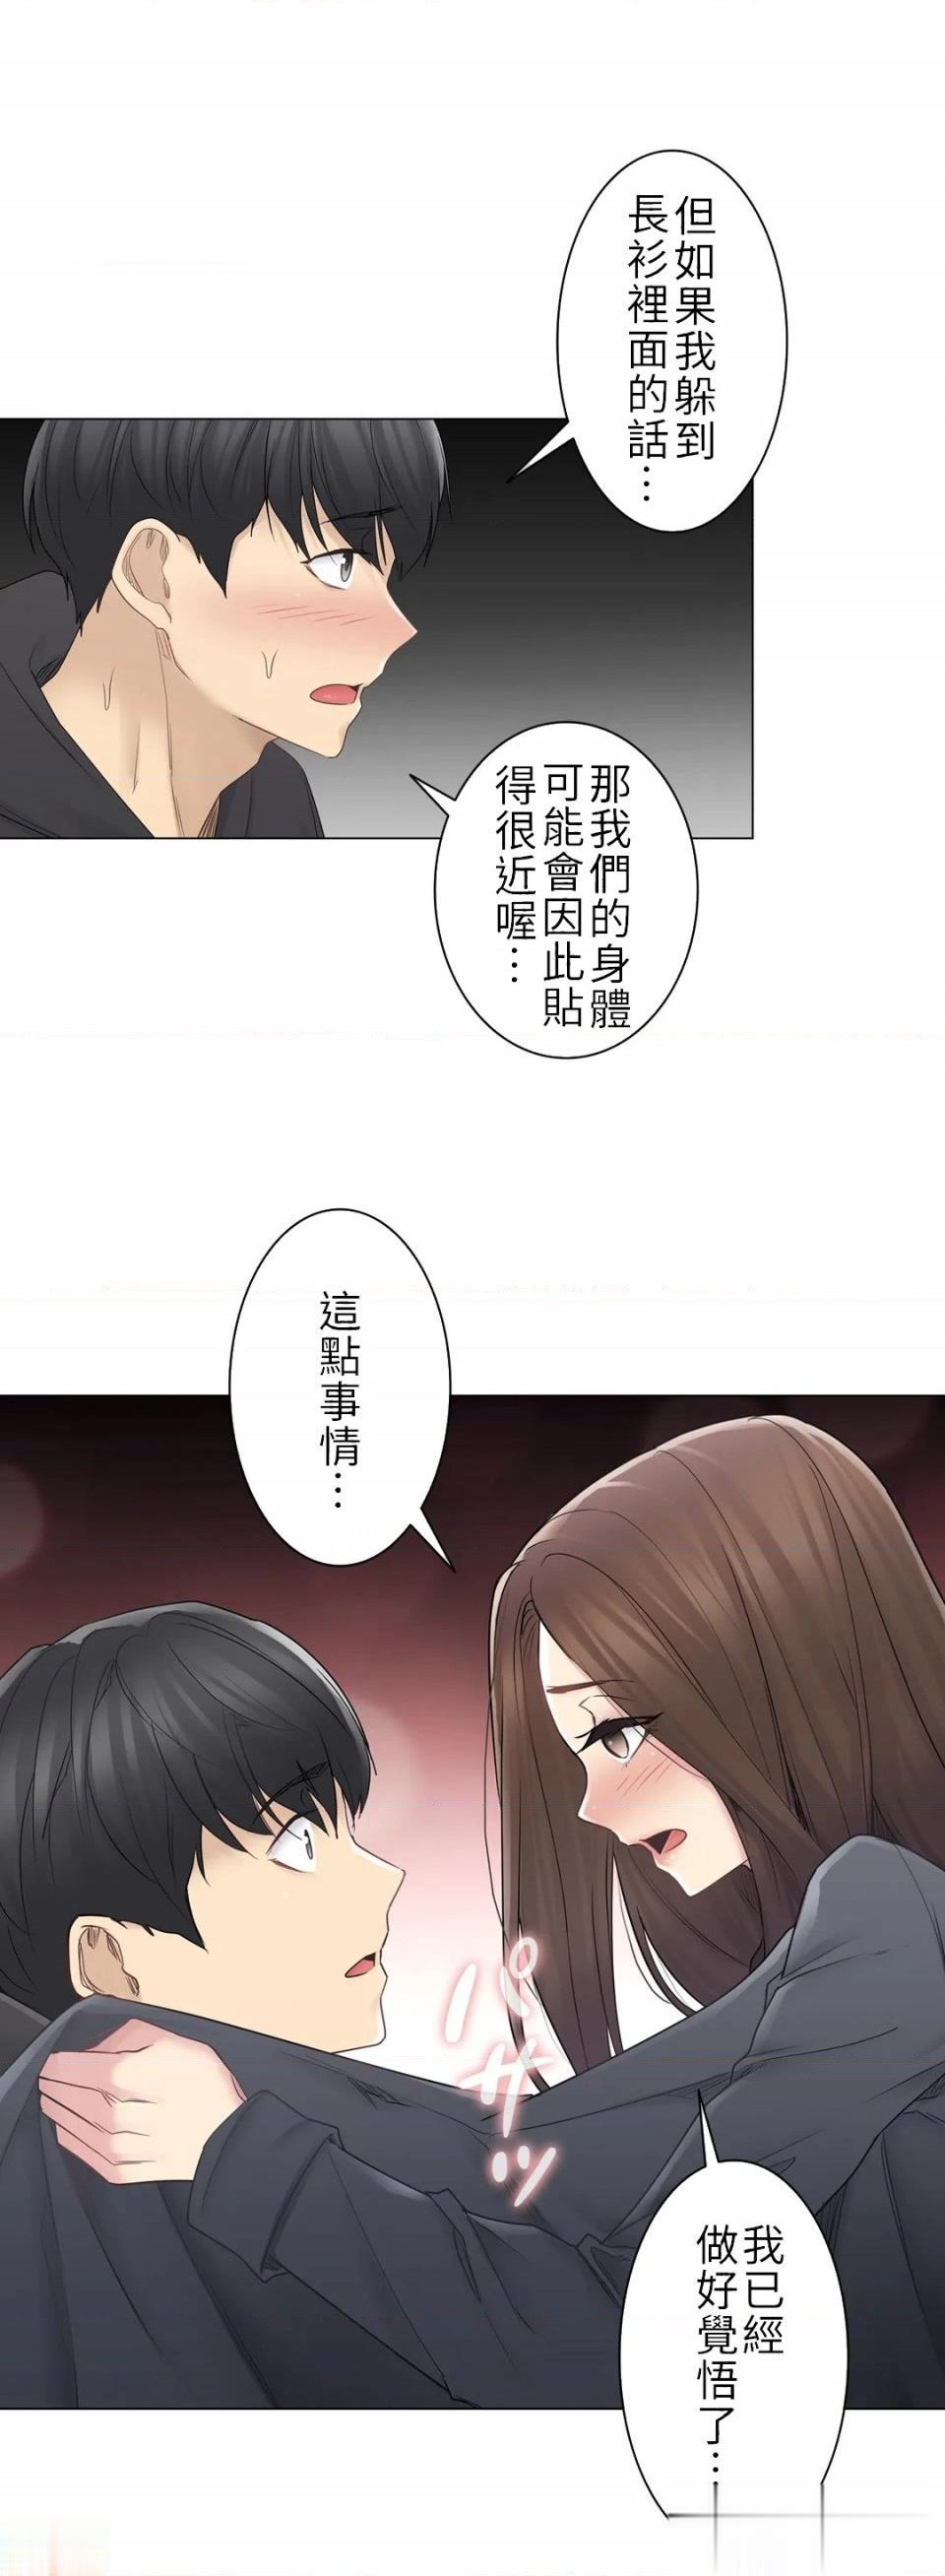 但如果我躲到
長衫裡面的話⋯
那我們的身體
可能會因此貼
得很近喔⋯
這點事情⋯
パサッ
我已經
做好覺悟了⋯